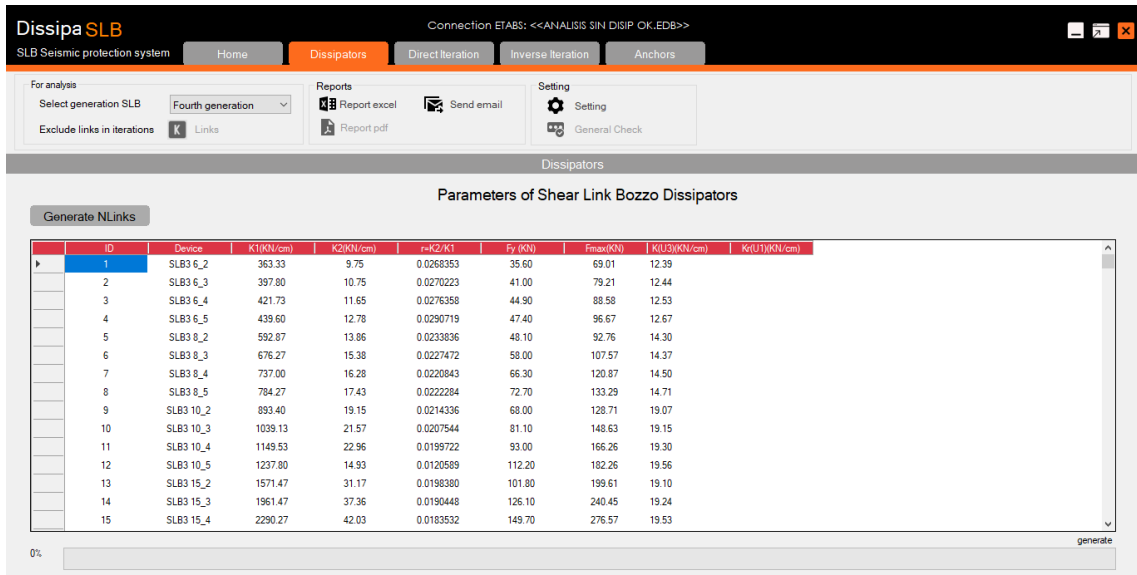 Dissipa SLB
Connection ETABS: <<ANALISIS SIN DISIP OK.EDB>>
SLB Seismic protection system
Home Dissipators Direct Iteration Inverse Iteration Anchors
For analysis
Select generation SLB Fourth generation
Exclude links in iterations K Links
Reports
Report excel Send email
Report pdf
Setting
Setting
General Check
Dissipators
Parameters of Shear Link Bozzo Dissipators
Generate NLinks
ID Device K1(KN/cm) K2(KN/cm) r=K2/K1 Fy (KN) Fmax(KN) K(U3)(KN/cm) Kr(U1)(KN/cm)
1 SLB3 6_2 363.33 9.75 0.0268353 35.60 69.01 12.39
2 SLB3 6_3 397.80 10.75 0.0270223 41.00 79.21 12.44
3 SLB3 6_4 421.73 11.65 0.0276358 44.90 88.58 12.53
4 SLB3 6_5 439.60 12.78 0.0290719 47.40 96.67 12.67
5 SLB3 8_2 592.87 13.86 0.0233836 48.10 92.76 14.30
6 SLB3 8_3 676.27 15.38 0.0227472 58.00 107.57 14.37
7 SLB3 8_4 737.00 16.28 0.0220843 66.30 120.87 14.50
8 SLB3 8_5 784.27 17.43 0.0222284 72.70 133.29 14.71
9 SLB3 10_2 893.40 19.15 0.0214336 68.00 128.71 19.07
10 SLB3 10_3 1039.13 21.57 0.0207544 81.10 148.63 19.15
11 SLB3 10_4 1149.53 22.96 0.0199722 93.00 166.26 19.30
12 SLB3 10_5 1237.80 14.93 0.0120589 112.20 182.26 19.56
13 SLB3 15_2 1571.47 31.17 0.0198380 101.80 199.61 19.10
14 SLB3 15_3 1961.47 37.36 0.0190448 126.10 240.45 19.24
15 SLB3 15_4 2290.27 42.03 0.0183532 149.70 276.57 19.53
generate
0%